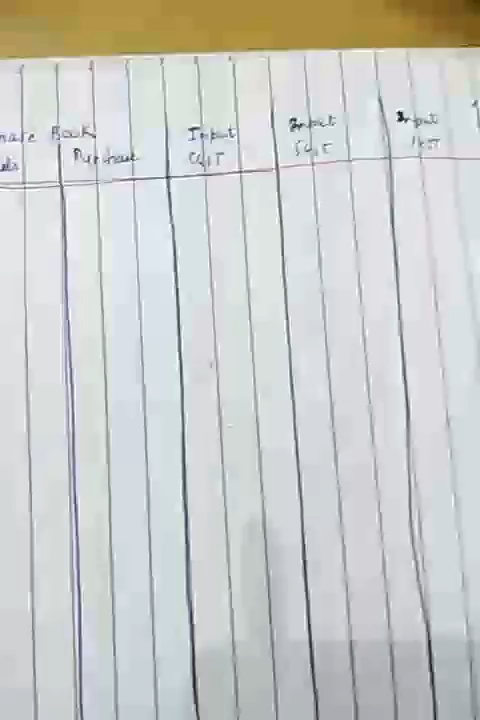 Book
Purchase
Input
CGST
Input
SGST
Input
IGST